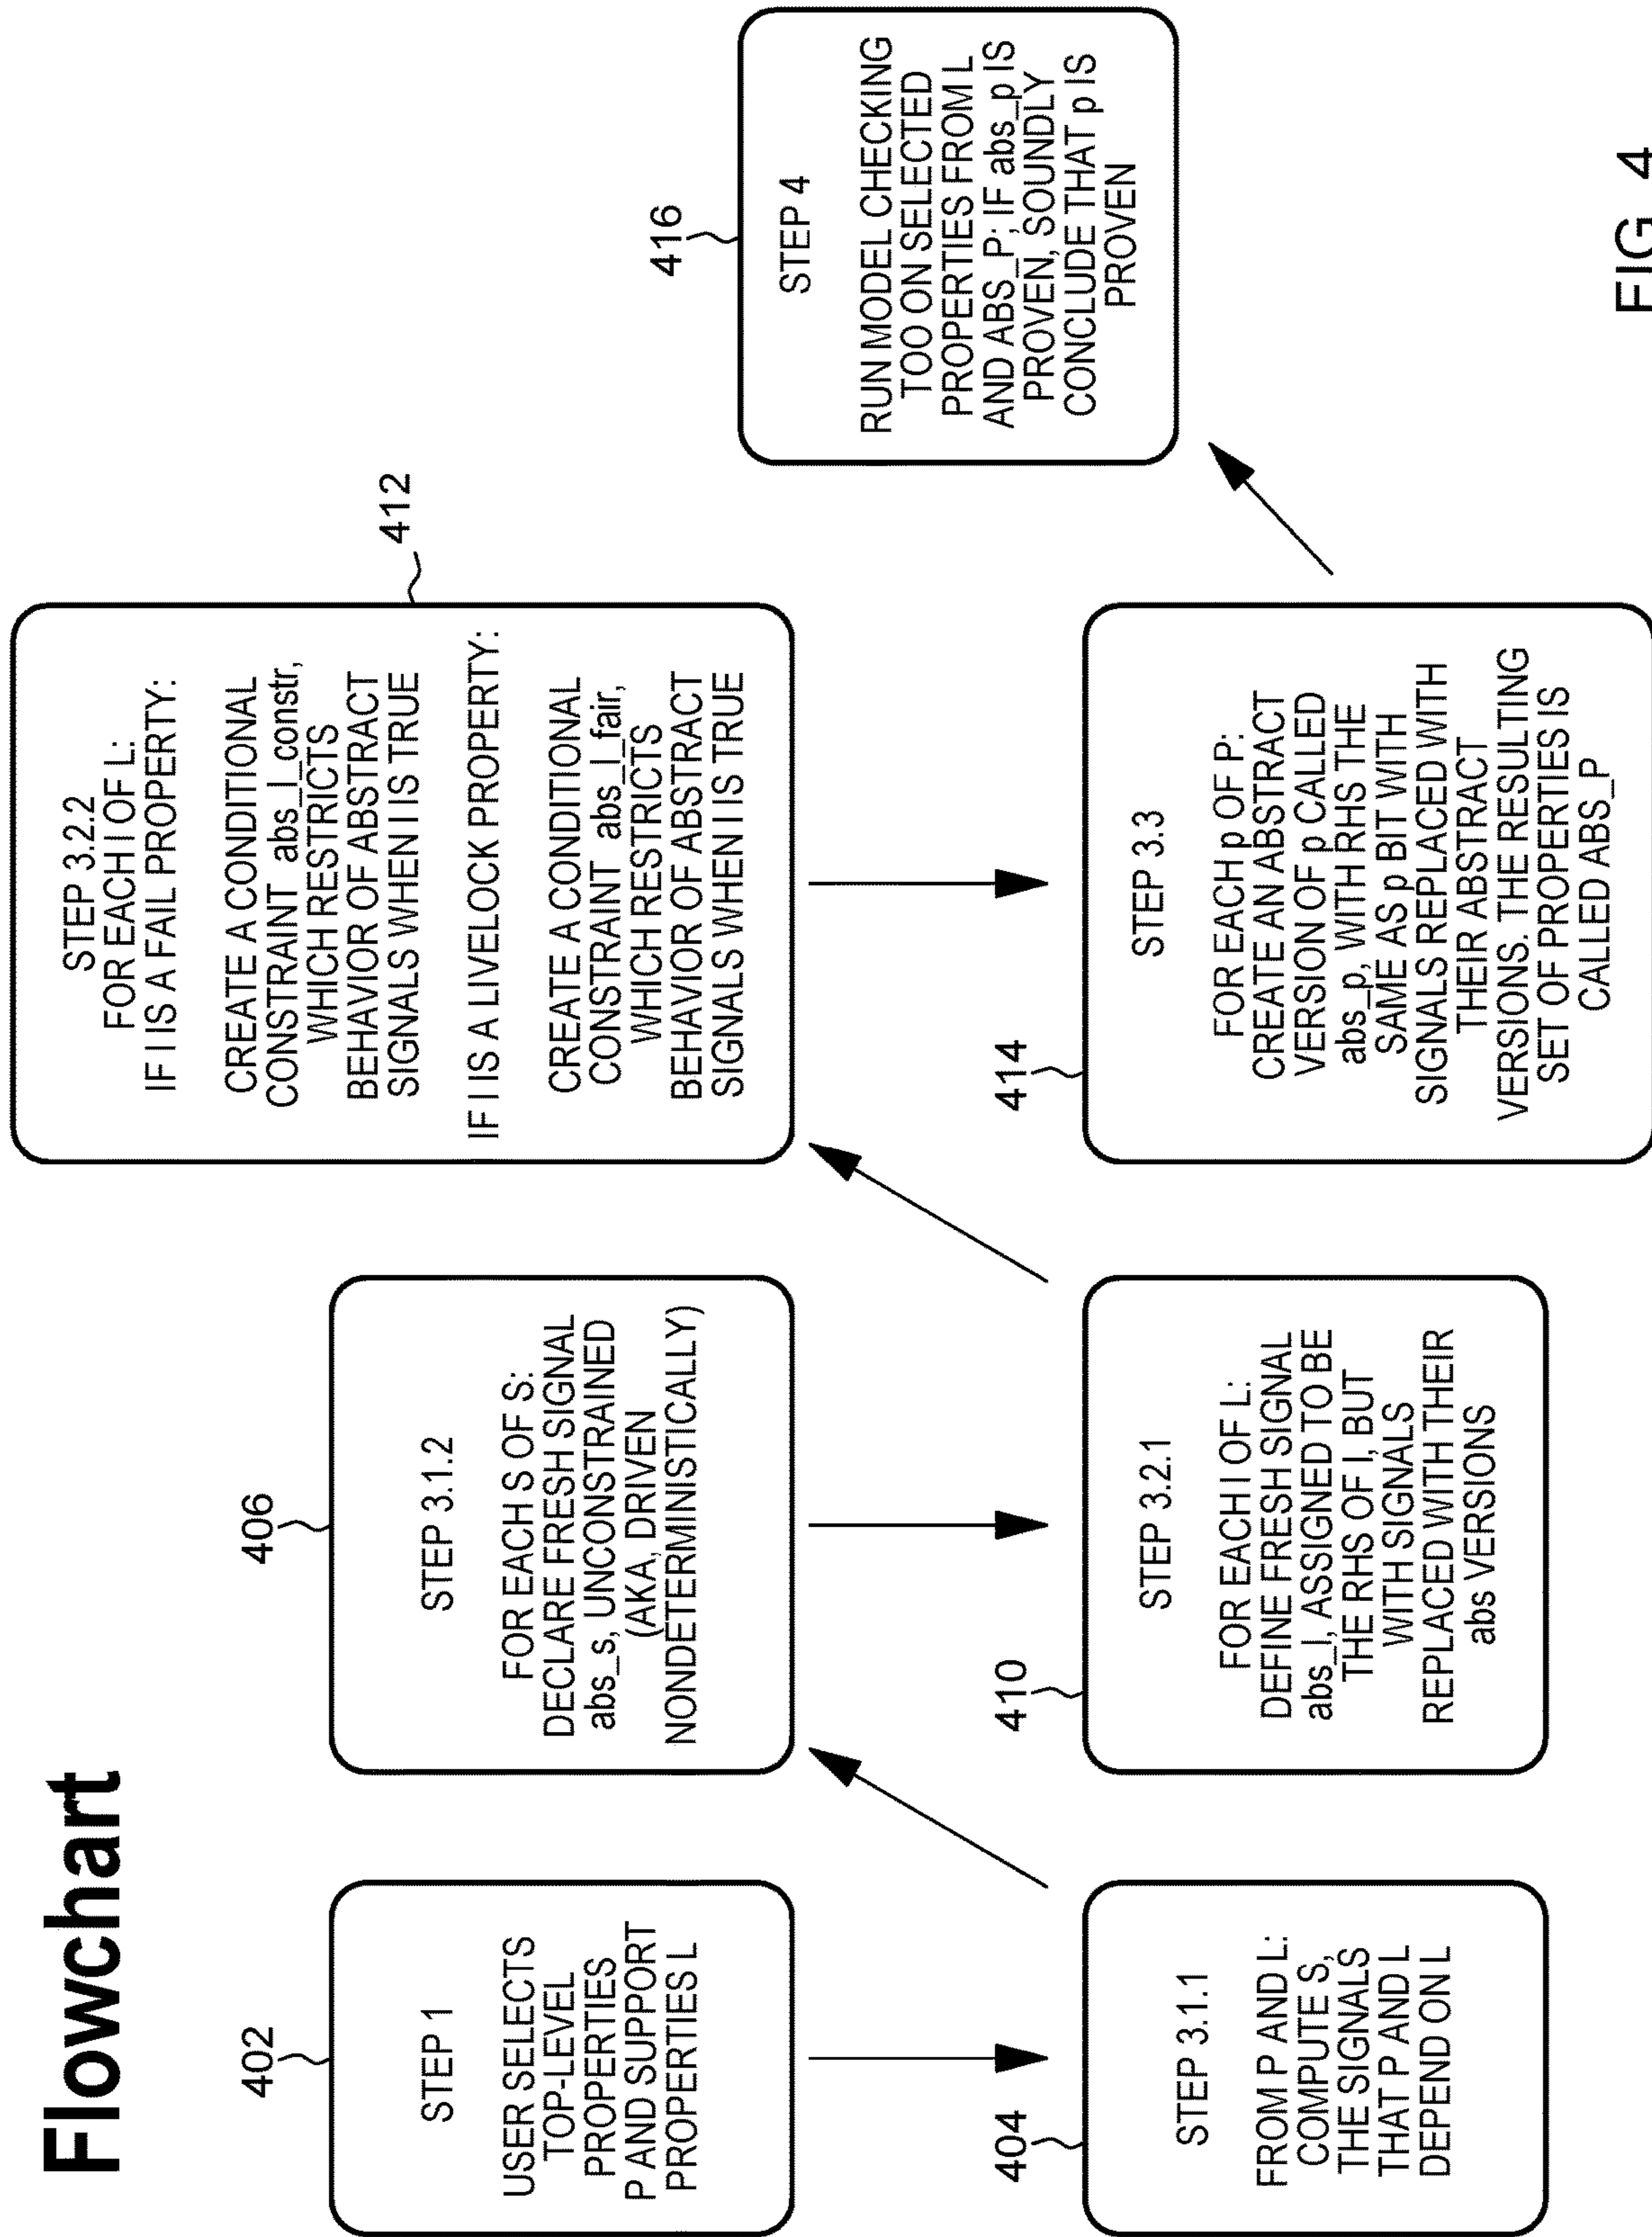 Flowchart
402
STEP 1
USER SELECTS
TOP-LEVEL
PROPERTIES
P AND SUPPORT
PROPERTIES L
404
STEP 3.1.1
FROM P AND L:
COMPUTE S,
THE SIGNALS
THAT P AND L
DEPEND ON L
406
STEP 3.1.2
FOR EACH S OF S:
DECLARE FRESH SIGNAL
abs_s, UNCONSTRAINED
(AKA, DRIVEN
NONDETERMINISTICALLY)
410
STEP 3.2.1
FOR EACH l OF L:
DEFINE FRESH SIGNAL
abs_l, ASSIGNED TO BE
THE RHS OF l, BUT
WITH SIGNALS
REPLACED WITH THEIR
abs VERSIONS
412
STEP 3.2.2
FOR EACH l OF L:
IF l IS A FAIL PROPERTY:
CREATE A CONDITIONAL
CONSTRAINT abs_l_constr,
WHICH RESTRICTS
BEHAVIOR OF ABSTRACT
SIGNALS WHEN l IS TRUE
IF l IS A LIVELOCK PROPERTY:
CREATE A CONDITIONAL
CONSTRAINT abs_l_fair,
WHICH RESTRICTS
BEHAVIOR OF ABSTRACT
SIGNALS WHEN l IS TRUE
414
STEP 3.3
FOR EACH p OF P:
CREATE AN ABSTRACT
VERSION OF p CALLED
abs_p, WITH RHS THE
SAME AS p BIT WITH
SIGNALS REPLACED WITH
THEIR ABSTRACT
VERSIONS. THE RESULTING
SET OF PROPERTIES IS
CALLED ABS_P
416
STEP 4
RUN MODEL CHECKING
TOO ON SELECTED
PROPERTIES FROM L
AND ABS_P; IF abs_p IS
PROVEN, SOUNDLY
CONCLUDE THAT p IS
PROVEN
FIG. 4